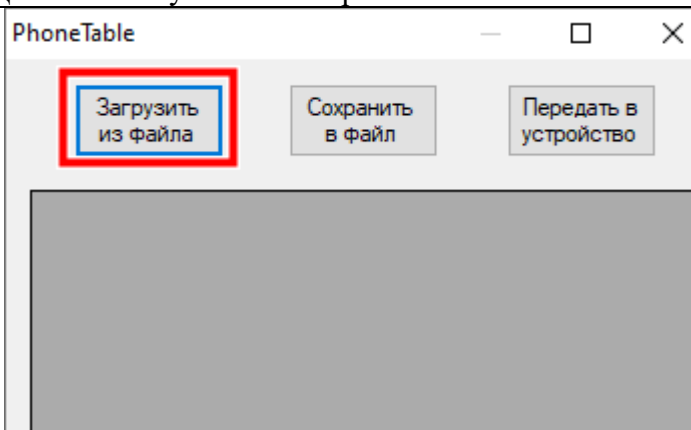 PhoneTable
Загрузить
из файла
Сохранить
в файл
Передать в
устройство